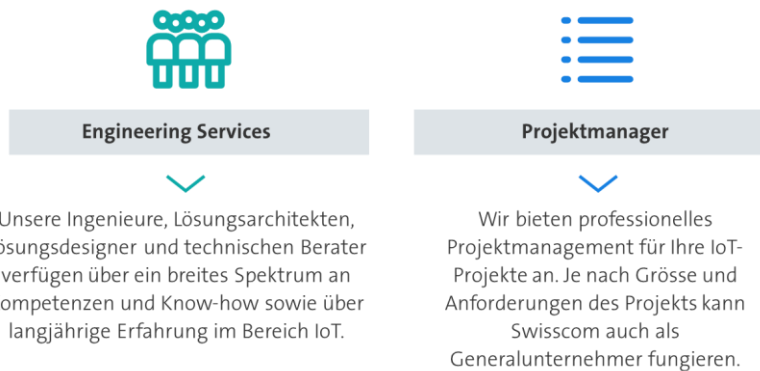 Engineering Services
Unsere Ingenieure, Lösungsarchitekten,
ösungsdesigner und technischen Berater
verfügen über ein breites Spektrum an
ompetenzen und Know-how sowie über
langjährige Erfahrung im Bereich IoT.
Projektmanager
Wir bieten professionelles
Projektmanagement für Ihre IoT-
Projekte an. Je nach Grösse und
Anforderungen des Projekts kann
Swisscom auch als
Generalunternehmer fungieren.